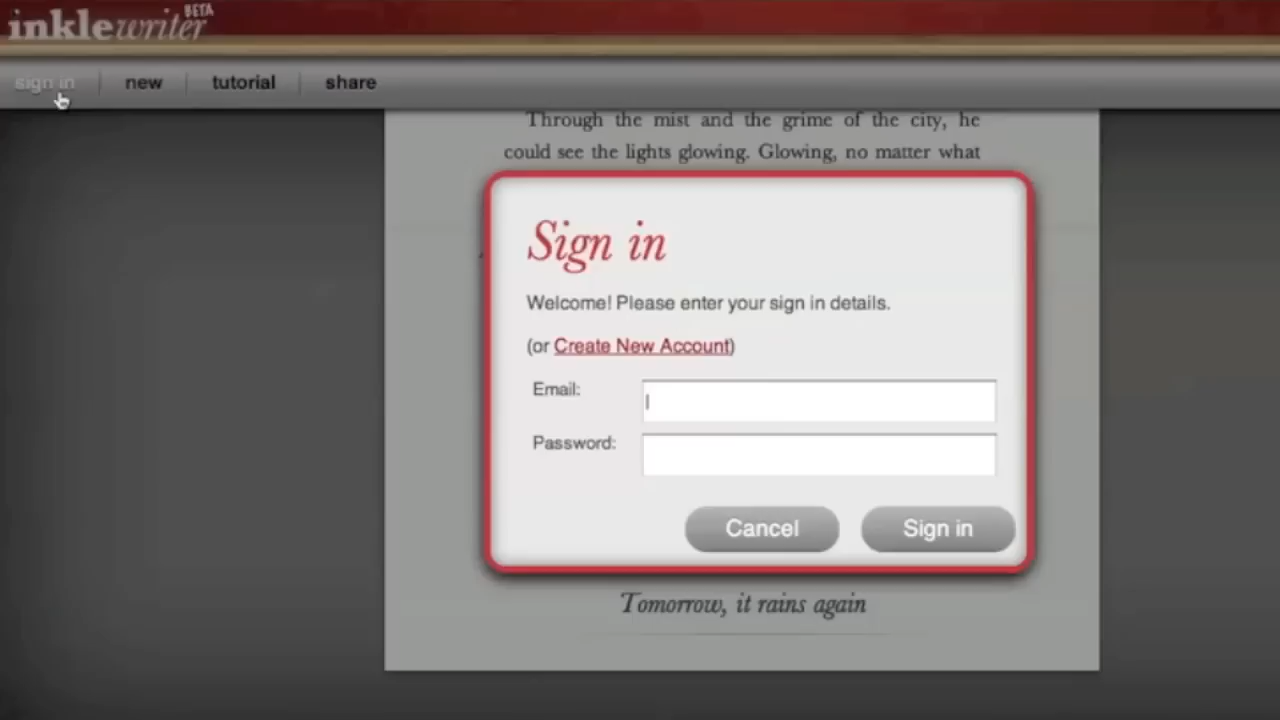 inklewriter BETA
sign in new tutorial share
Through the mist and the grime of the city, he
could see the lights glowing. Glowing, no matter what
Sign in
Welcome! Please enter your sign in details.
(or Create New Account)
Email:
Password:
Cancel Sign in
Tomorrow, it rains again